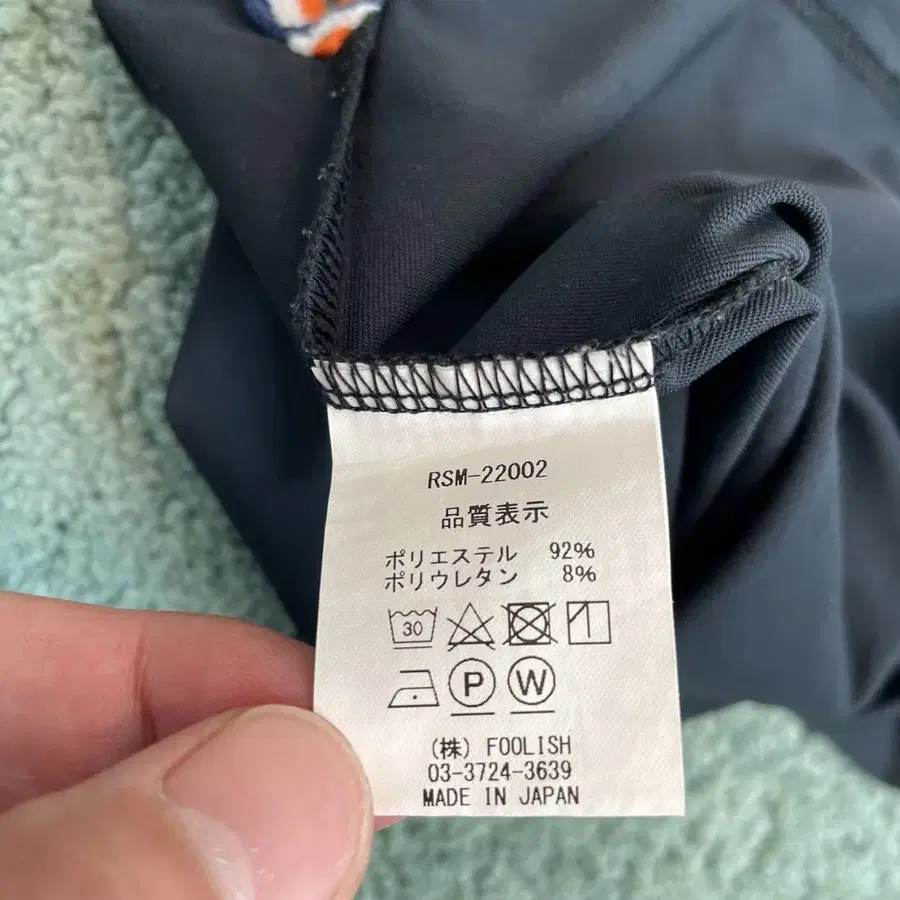 RSM-22002
品質表示
ポリエステル 92%
ポリウレタン 8%
30
P W
(株) FOOLISH
03-3724-3639
MADE IN JAPAN